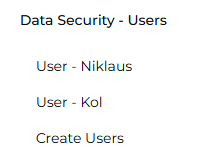 Data Security - Users
User - Niklaus
User - Kol
Create Users